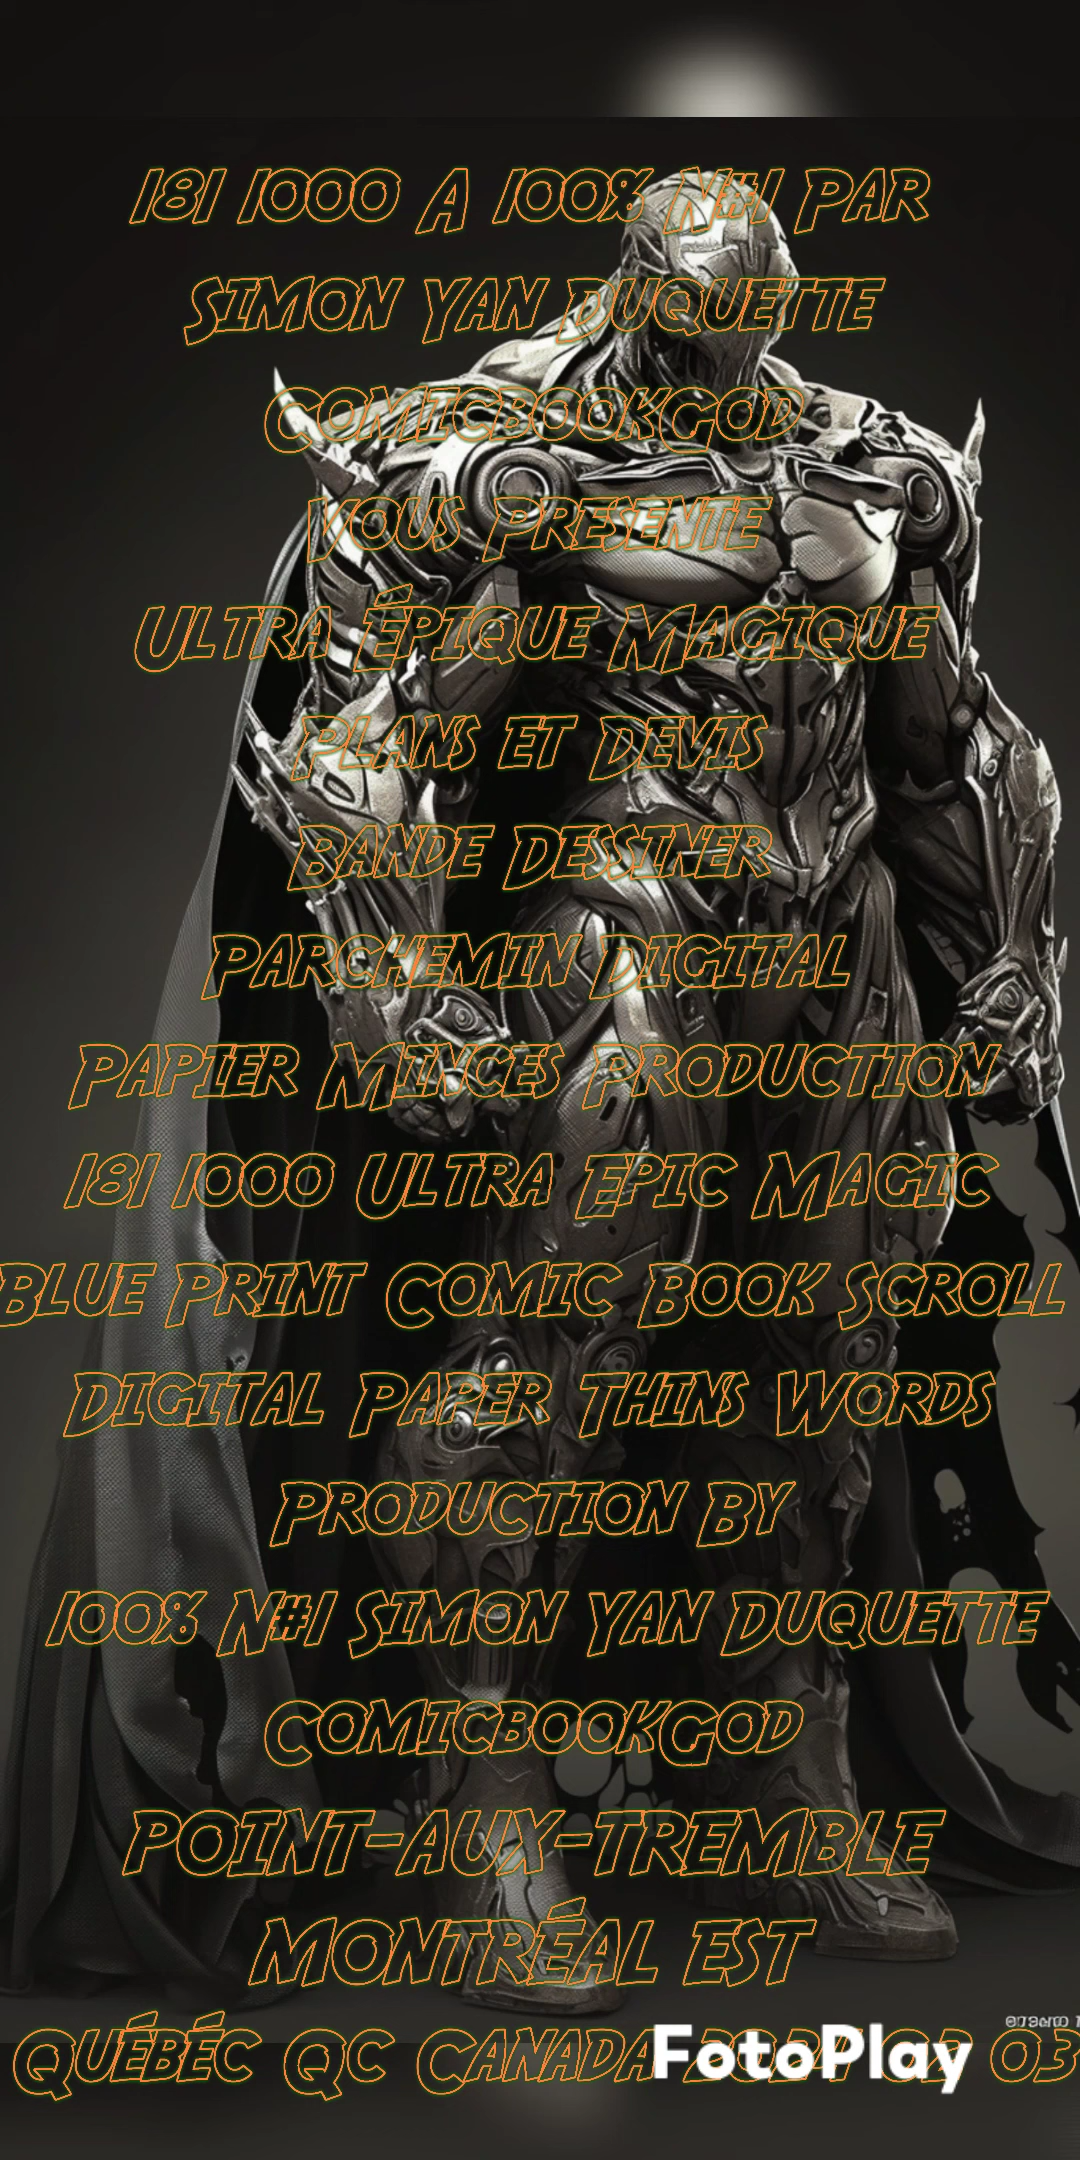 181 1000 A 100% N#1 PAR
SIMON YAN DUQUETTE
COMICBOOKGOD
VOUS PRESENTE
ULTRA ÉPIQUE MAGIQUE
PLANS ET DEVIS
BANDE DESSINER
PARCHEMIN DIGITAL
PAPIER MINCES PRODUCTION
181 1000 ULTRA EPIC MAGIC
BLUE PRINT COMIC BOOK SCROLL
DIGITAL PAPER THINS WORDS
PRODUCTION BY
100% N#1 SIMON YAN DUQUETTE
COMICBOOKGOD
POINT-AUX-TREMBLE
MONTRÉAL EST
QUÉBÉC QC CANADA 03
FotoPlay